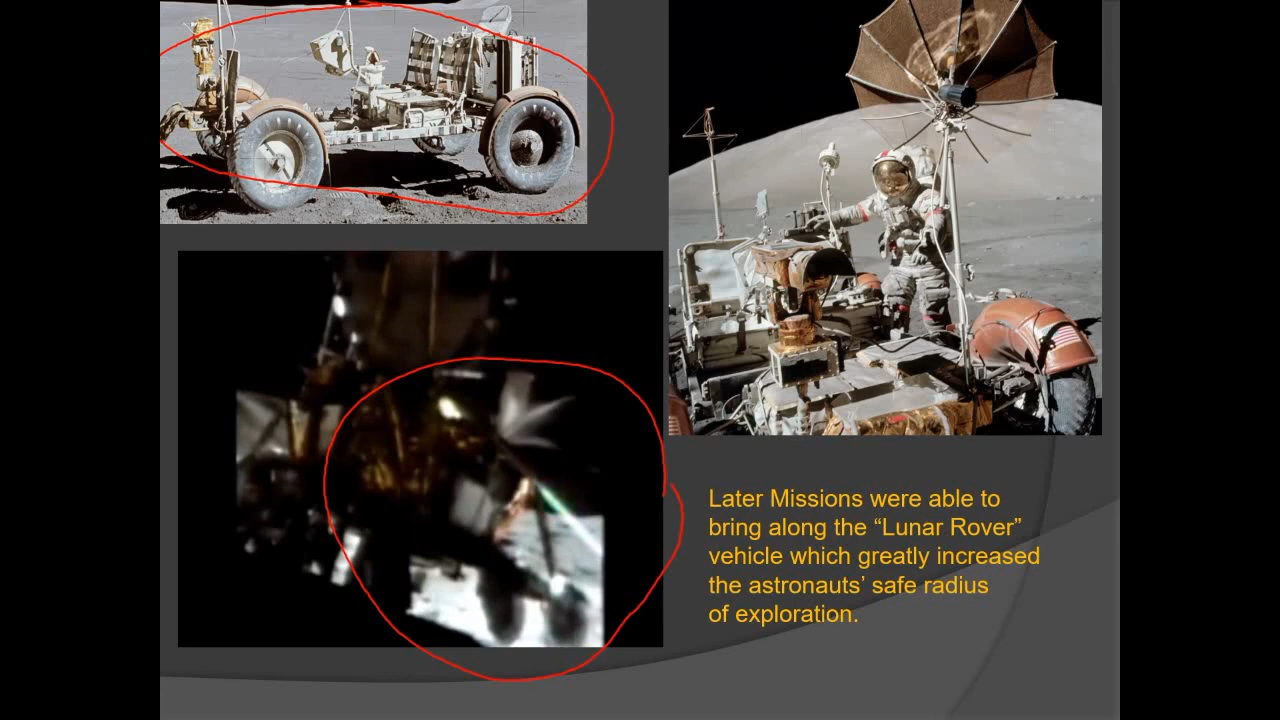 Later Missions were able to
bring along the “Lunar Rover”
vehicle which greatly increased
the astronauts’ safe radius
of exploration.